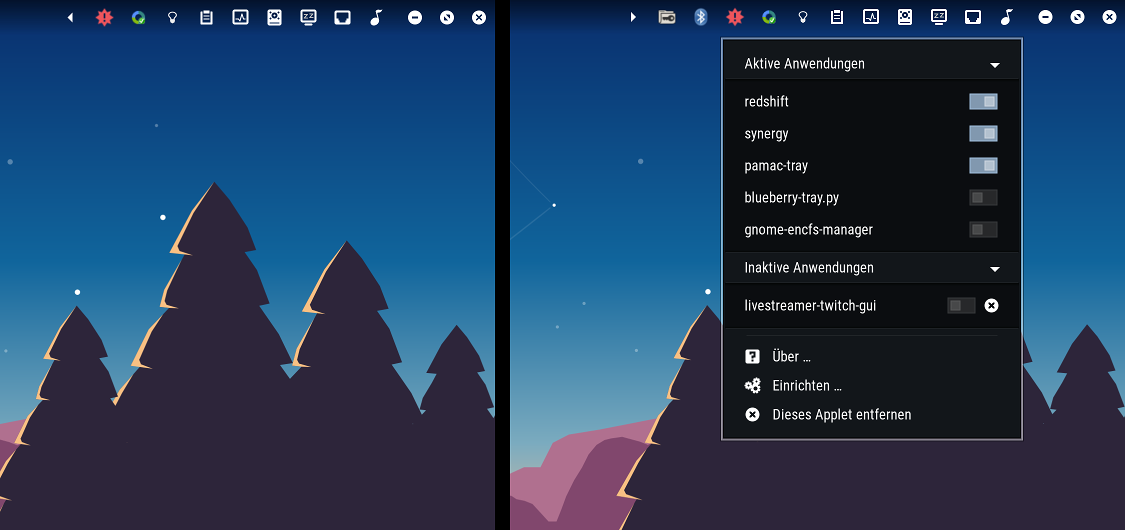 Aktive Anwendungen
redshift
synergy
pamac-tray
blueberry-tray.py
gnome-encfs-manager
Inaktive Anwendungen
livestreamer-twitch-gui
Über ...
Einrichten ...
Dieses Applet entfernen